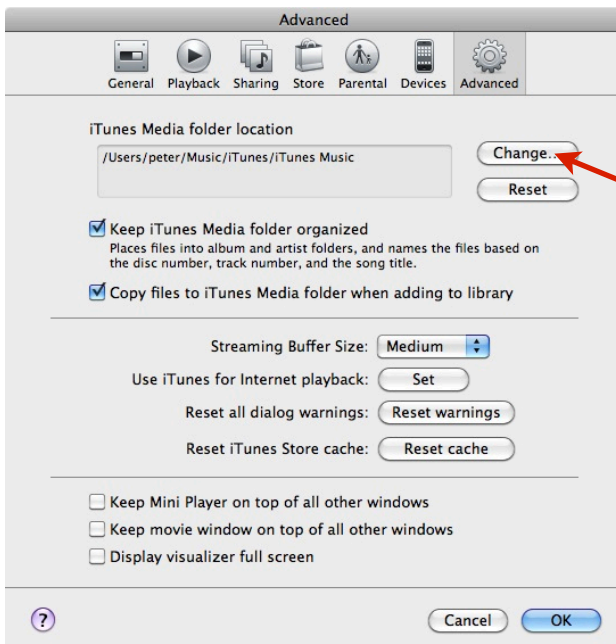 Advanced
General Playback Sharing Store Parental Devices Advanced
iTunes Media folder location
/Users/peter/Music/iTunes/iTunes Music
Change...
Reset
Keep iTunes Media folder organized
Places files into album and artist folders, and names the files based on
the disc number, track number, and the song title.
Copy files to iTunes Media folder when adding to library
Streaming Buffer Size: Medium
Use iTunes for Internet playback: Set
Reset all dialog warnings: Reset warnings
Reset iTunes Store cache: Reset cache
Keep Mini Player on top of all other windows
Keep movie window on top of all other windows
Display visualizer full screen
? Cancel OK